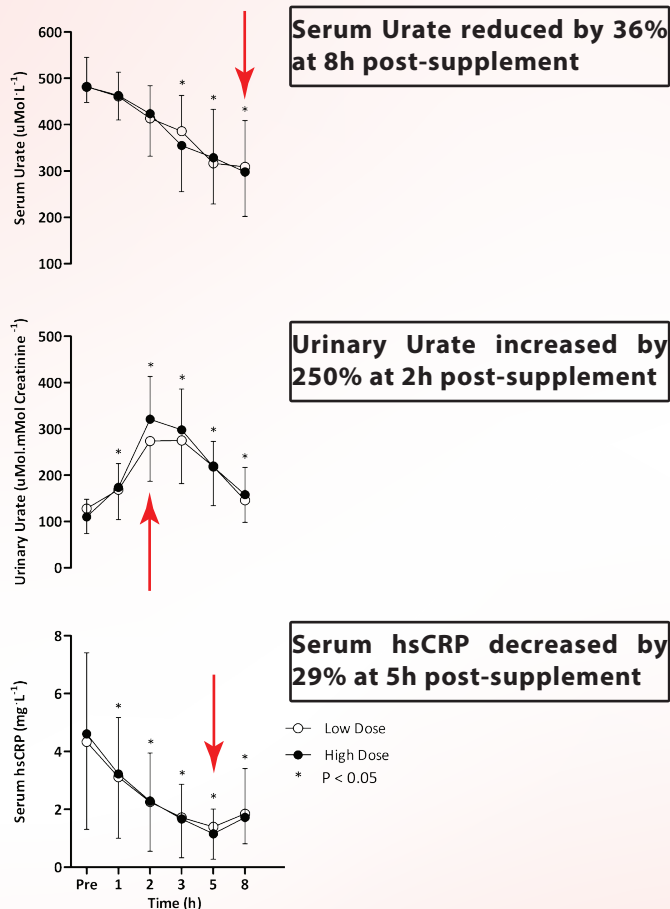 Serum Urate reduced by 36%
at 8h post-supplement
Serum Urate (uMol·L⁻¹)
600
500
400
300
200
100
*
*
*
Urinary Urate increased by
250% at 2h post-supplement
Urinary Urate (uMol.mMol Creatinine ⁻¹)
500
400
300
200
100
0
*
*
*
*
*
Serum hsCRP decreased by
29% at 5h post-supplement
Serum hsCRP (mg·L⁻¹)
8
6
4
2
0
*
*
*
*
*
Low Dose
High Dose
* P < 0.05
Pre 1 2 3 5 8
Time (h)